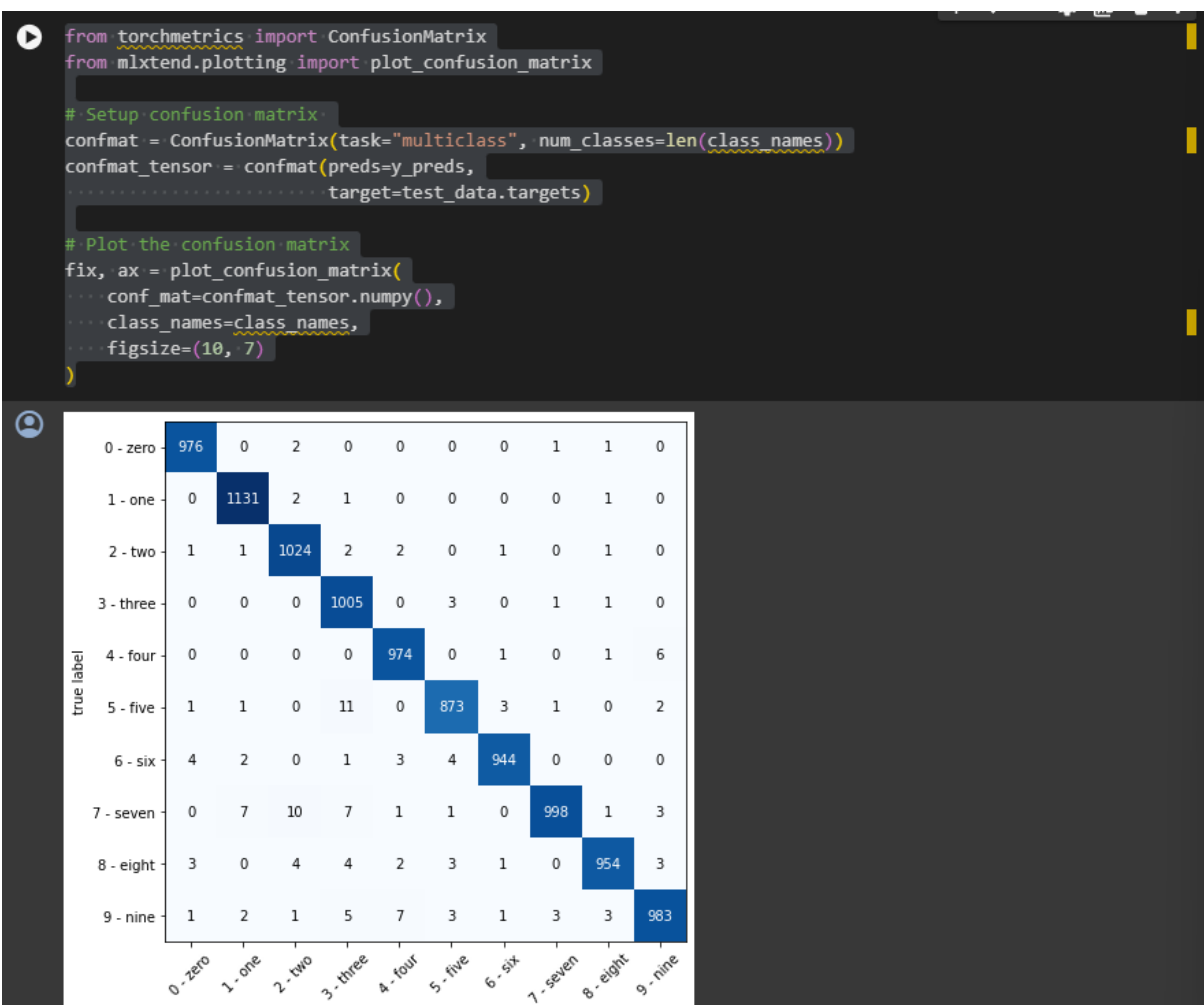 from torchmetrics import ConfusionMatrix
from mlxtend.plotting import plot_confusion_matrix
# Setup confusion matrix
confmat = ConfusionMatrix(task="multiclass", num_classes=len(class_names))
confmat_tensor = confmat(preds=y_preds,
target=test_data.targets)
# Plot the confusion matrix
fix, ax = plot_confusion_matrix(
conf_mat=confmat_tensor.numpy(),
class_names=class_names,
figsize=(10, 7)
)
true label
0 - zero 976 0 2 0 0 0 0 1 1 0
1 - one 0 1131 2 1 0 0 0 0 1 0
2 - two 1 1 1024 2 2 0 1 0 1 0
3 - three 0 0 0 1005 0 3 0 1 1 0
4 - four 0 0 0 0 974 0 1 0 1 6
5 - five 1 1 0 11 0 873 3 1 0 2
6 - six 4 2 0 1 3 4 944 0 0 0
7 - seven 0 7 10 7 1 1 0 998 1 3
8 - eight 3 0 4 4 2 3 1 0 954 3
9 - nine 1 2 1 5 7 3 1 3 3 983
0 - zero 1 - one 2 - two 3 - three 4 - four 5 - five 6 - six 7 - seven 8 - eight 9 - nine